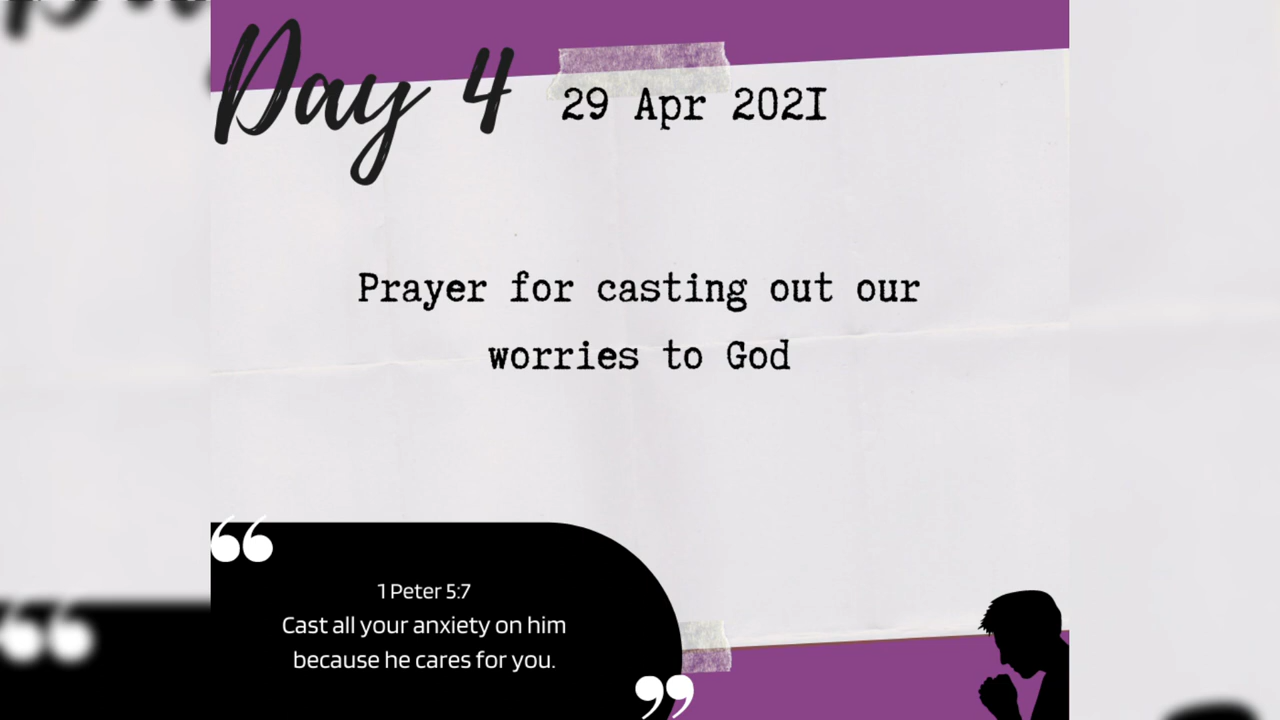 Day 4
29 Apr 2021
Prayer for casting out our
worries to God
“
1 Peter 5:7
Cast all your anxiety on him
because he cares for you.
”